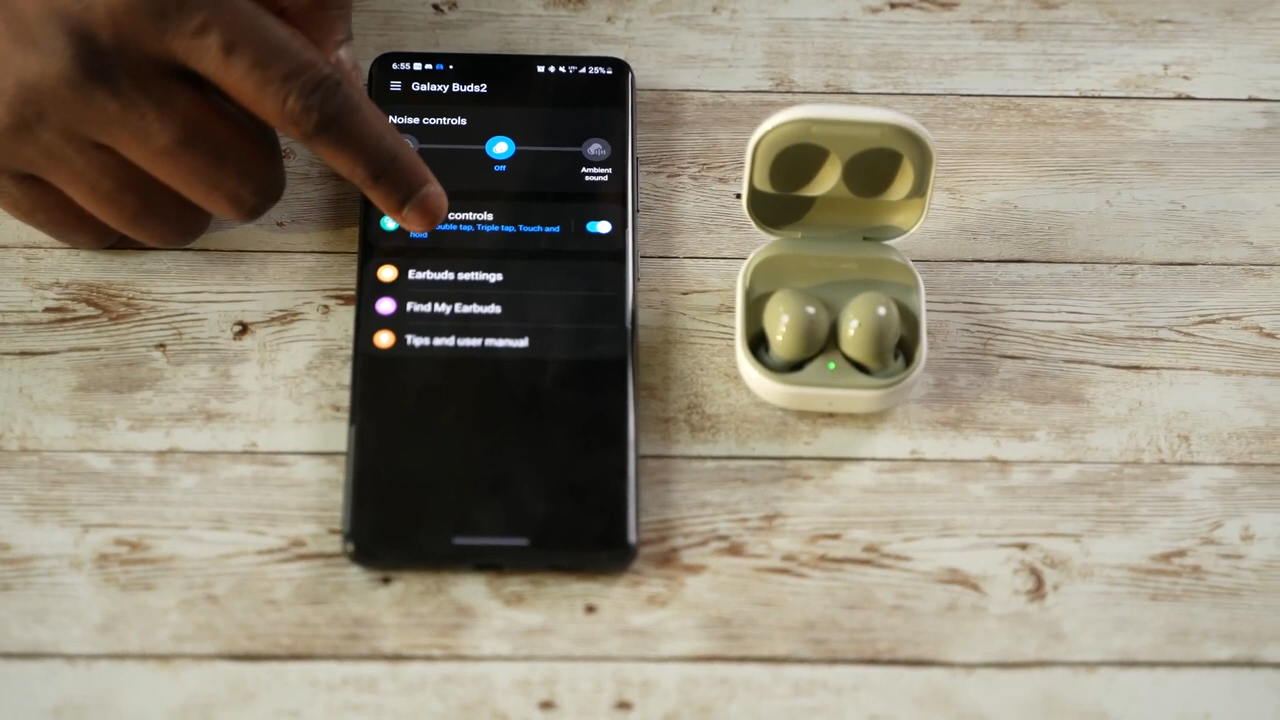 6:55
25%
Galaxy Buds2
Noise controls
Off
Ambient
sound
controls
tap, Triple tap, Touch and
hold
Earbuds settings
Find My Earbuds
Tips and user manual